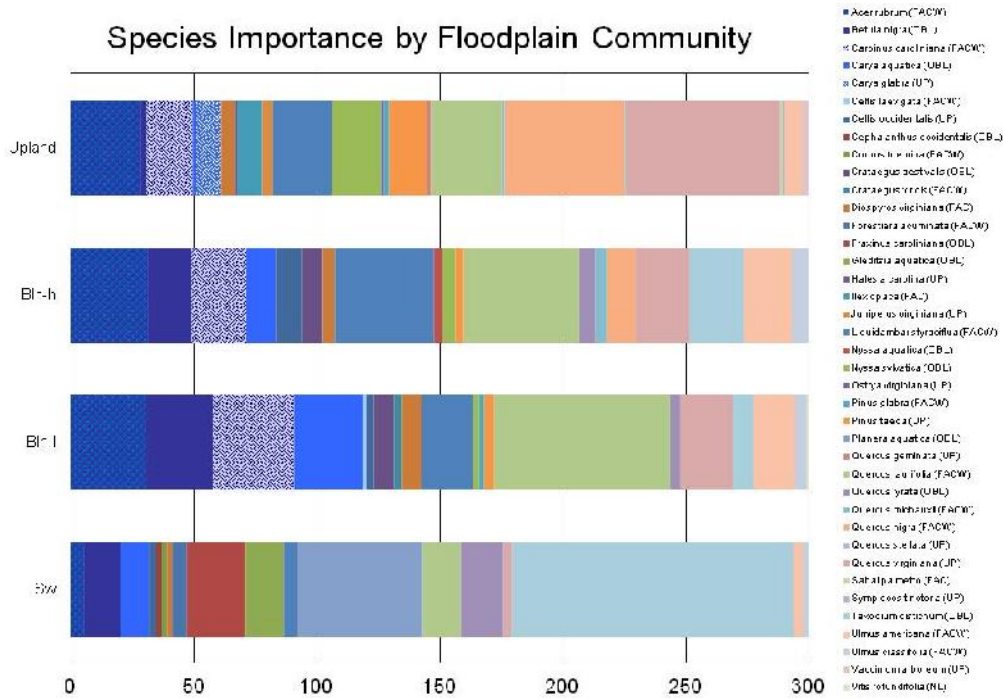 Species Importance by Floodplain Community
Upland
Blr-h
Blr-l
Sw
0 50 100 150 200 250 300
Acer rubrum (FACW)
Betula nigra (OBL)
Carpinus caroliniana (FACW)
Carya aquatica (OBL)
Carya glabra (UP)
Celtis laevigata (FACW)
Celtis occidentalis (UP)
Cephalanthus occidentalis (OBL)
(FACW)
Crataegus aestivalis (OBL)
Crataegus viridis (FACW)
Diospyros virginiana (FAC)
Forestiera acuminata (FACW)
Fraxinus caroliniana (OBL)
Gleditsia aquatica (OBL)
Halesia carolina (UP)
Ilex opaca (FAC)
Juniperus virginiana (UP)
Liquidambar styraciflua (FACW)
Nyssa aquatica (OBL)
Nyssa sylvatica (OBL)
Ostrya virginiana (UP)
Pinus glabra (FACW)
Pinus taeda (UP)
Planera aquatica (OBL)
Quercus geminata (UP)
Quercus laurifolia (FACW)
Quercus lyrata (OBL)
Quercus michauxii (FACW)
Quercus nigra (FACW)
Quercus stellata (UP)
Quercus virginiana (UP)
Sabal palmetto (FAC)
Symplocos tinctoria (UP)
Taxodium distichum (OBL)
Ulmus americana (FACW)
Ulmus crassifolia (FACW)
Vaccinium arboreum (UP)
Vitis rotundifolia (NL)